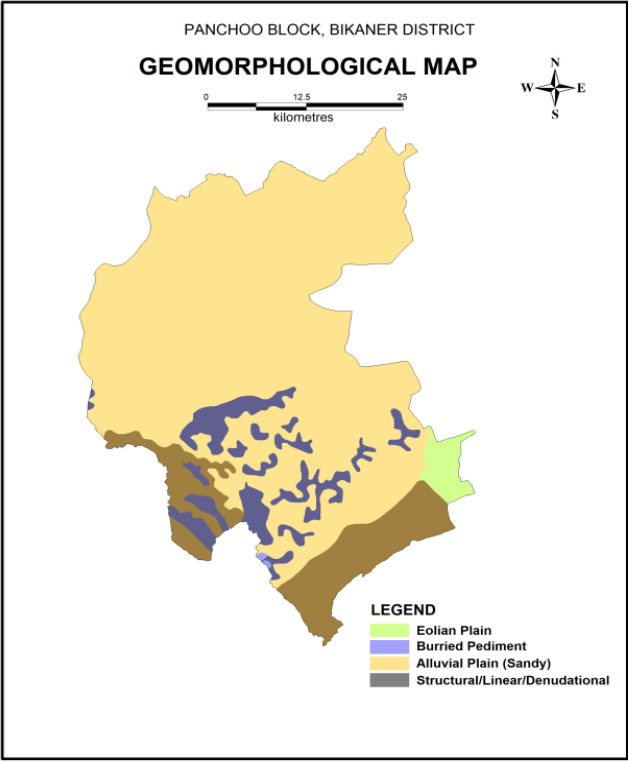 PANCHOO BLOCK, BIKANER DISTRICT
GEOMORPHOLOGICAL MAP
N
W E
S
0 12.5 25
kilometres
LEGEND
Eolian Plain
Burried Pediment
Alluvial Plain (Sandy)
Structural/Linear/Denudational